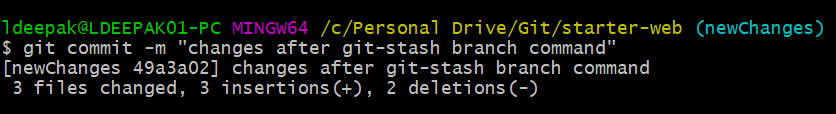 ldeepak@LDEEPAK01-PC MINGW64 /c/Personal Drive/Git/starter-web (newChanges)
$ git commit -m "changes after git-stash branch command"
[newChanges 49a3a02] changes after git-stash branch command
 3 files changed, 3 insertions(+), 2 deletions(-)